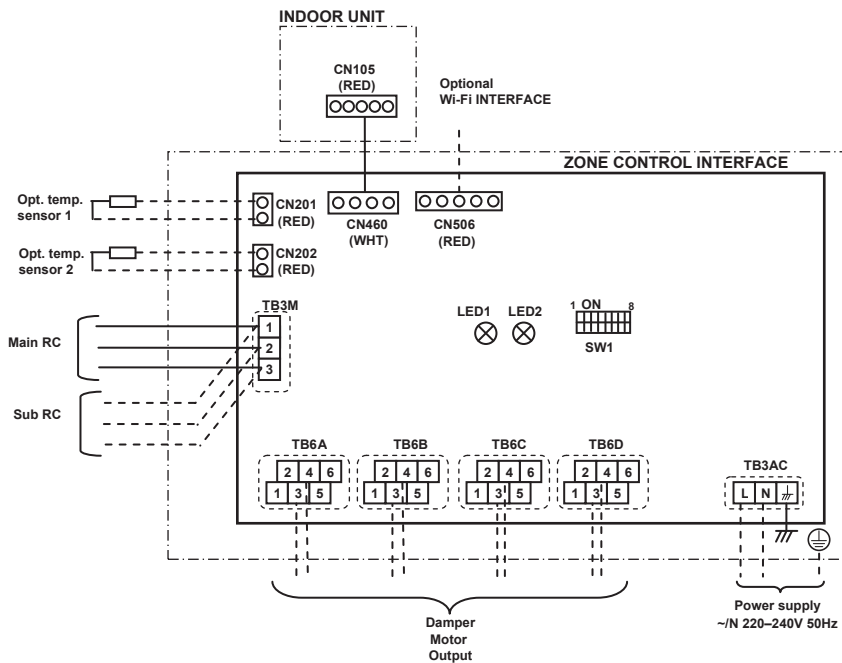 INDOOR UNIT
CN105
(RED)
Optional
Wi-Fi INTERFACE
ZONE CONTROL INTERFACE
Opt. temp.
sensor 1
CN201
(RED)
CN460
(WHT)
CN506
(RED)
Opt. temp.
sensor 2
CN202
(RED)
TB3M
1
2
3
Main RC
Sub RC
LED1 LED2
1 ON 8
SW1
TB6A TB6B TB6C TB6D
2 4 6 2 4 6 2 4 6 2 4 6
1 3 5 1 3 5 1 3 5 1 3 5
TB3AC
L N
Damper
Motor
Output
Power supply
~/N 220–240V 50Hz